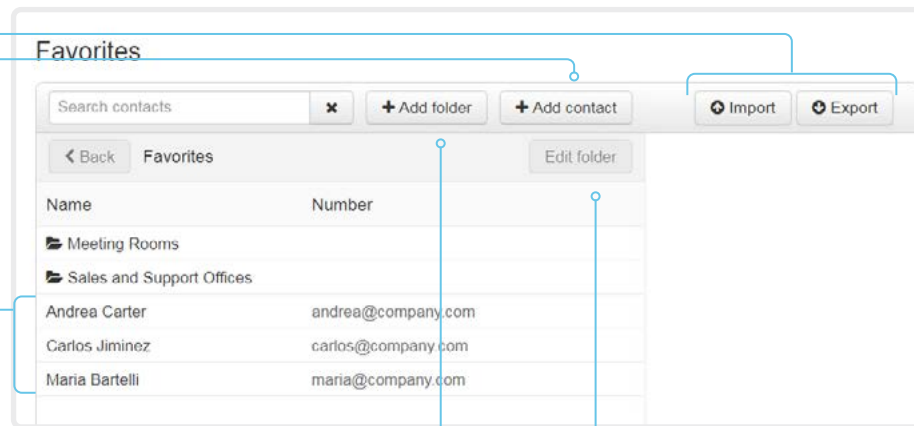 Favorites
Search contacts Add folder Add contact Import Export
Back Favorites Edit folder
Name Number
Meeting Rooms
Sales and Support Offices
Andrea Carter andrea@company.com
Carlos Jiminez carlos@company.com
Maria Bartelli maria@company.com